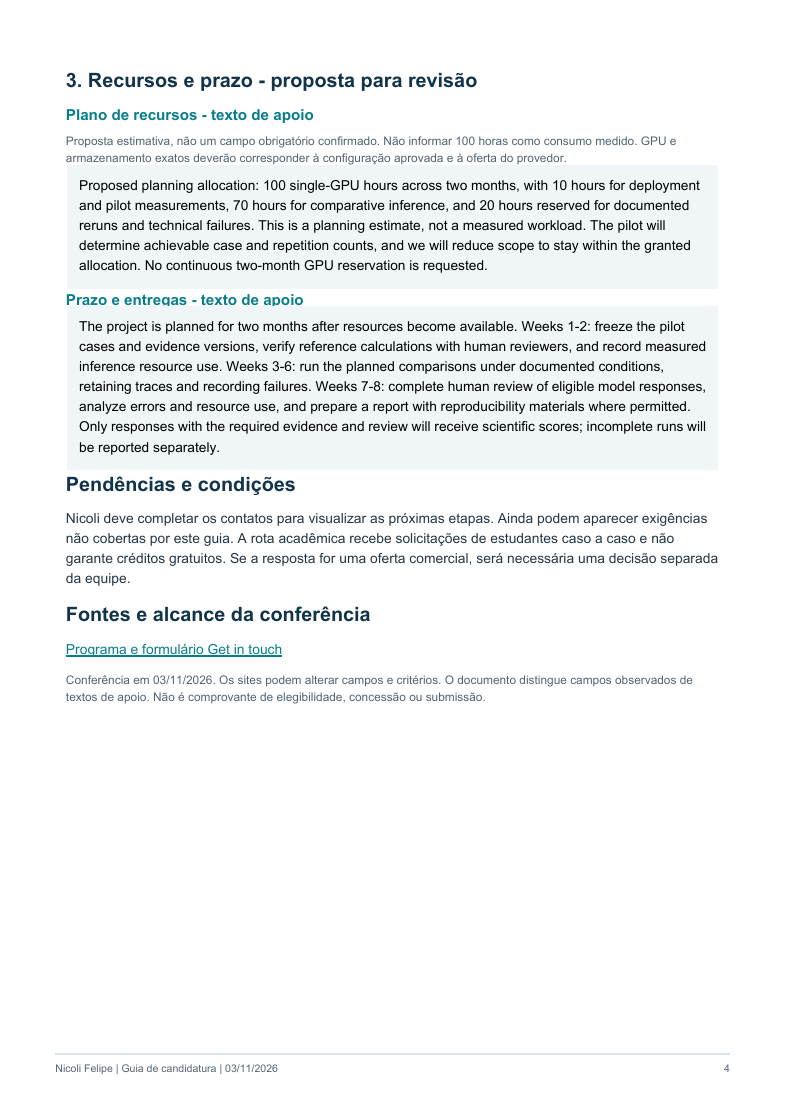 3. Recursos e prazo - proposta para revisão
Plano de recursos - texto de apoio
Proposta estimativa, não um campo obrigatório confirmado. Não informar 100 horas como consumo medido. GPU e
armazenamento exatos deverão corresponder à configuração aprovada e à oferta do provedor.
Proposed planning allocation: 100 single-GPU hours across two months, with 10 hours for deployment
and pilot measurements, 70 hours for comparative inference, and 20 hours reserved for documented
reruns and technical failures. This is a planning estimate, not a measured workload. The pilot will
determine achievable case and repetition counts, and we will reduce scope to stay within the granted
allocation. No continuous two-month GPU reservation is requested.
Prazo e entregas - texto de apoio
The project is planned for two months after resources become available. Weeks 1-2: freeze the pilot
cases and evidence versions, verify reference calculations with human reviewers, and record measured
inference resource use. Weeks 3-6: run the planned comparisons under documented conditions,
retaining traces and recording failures. Weeks 7-8: complete human review of eligible model responses,
analyze errors and resource use, and prepare a report with reproducibility materials where permitted.
Only responses with the required evidence and review will receive scientific scores; incomplete runs will
be reported separately.
Pendências e condições
Nicoli deve completar os contatos para visualizar as próximas etapas. Ainda podem aparecer exigências
não cobertas por este guia. A rota acadêmica recebe solicitações de estudantes caso a caso e não
garante créditos gratuitos. Se a resposta for uma oferta comercial, será necessária uma decisão separada
da equipe.
Fontes e alcance da conferência
Programa e formulário Get in touch
Conferência em 03/11/2026. Os sites podem alterar campos e critérios. O documento distingue campos observados de
textos de apoio. Não é comprovante de elegibilidade, concessão ou submissão.
Nicoli Felipe | Guia de candidatura | 03/11/2026
4